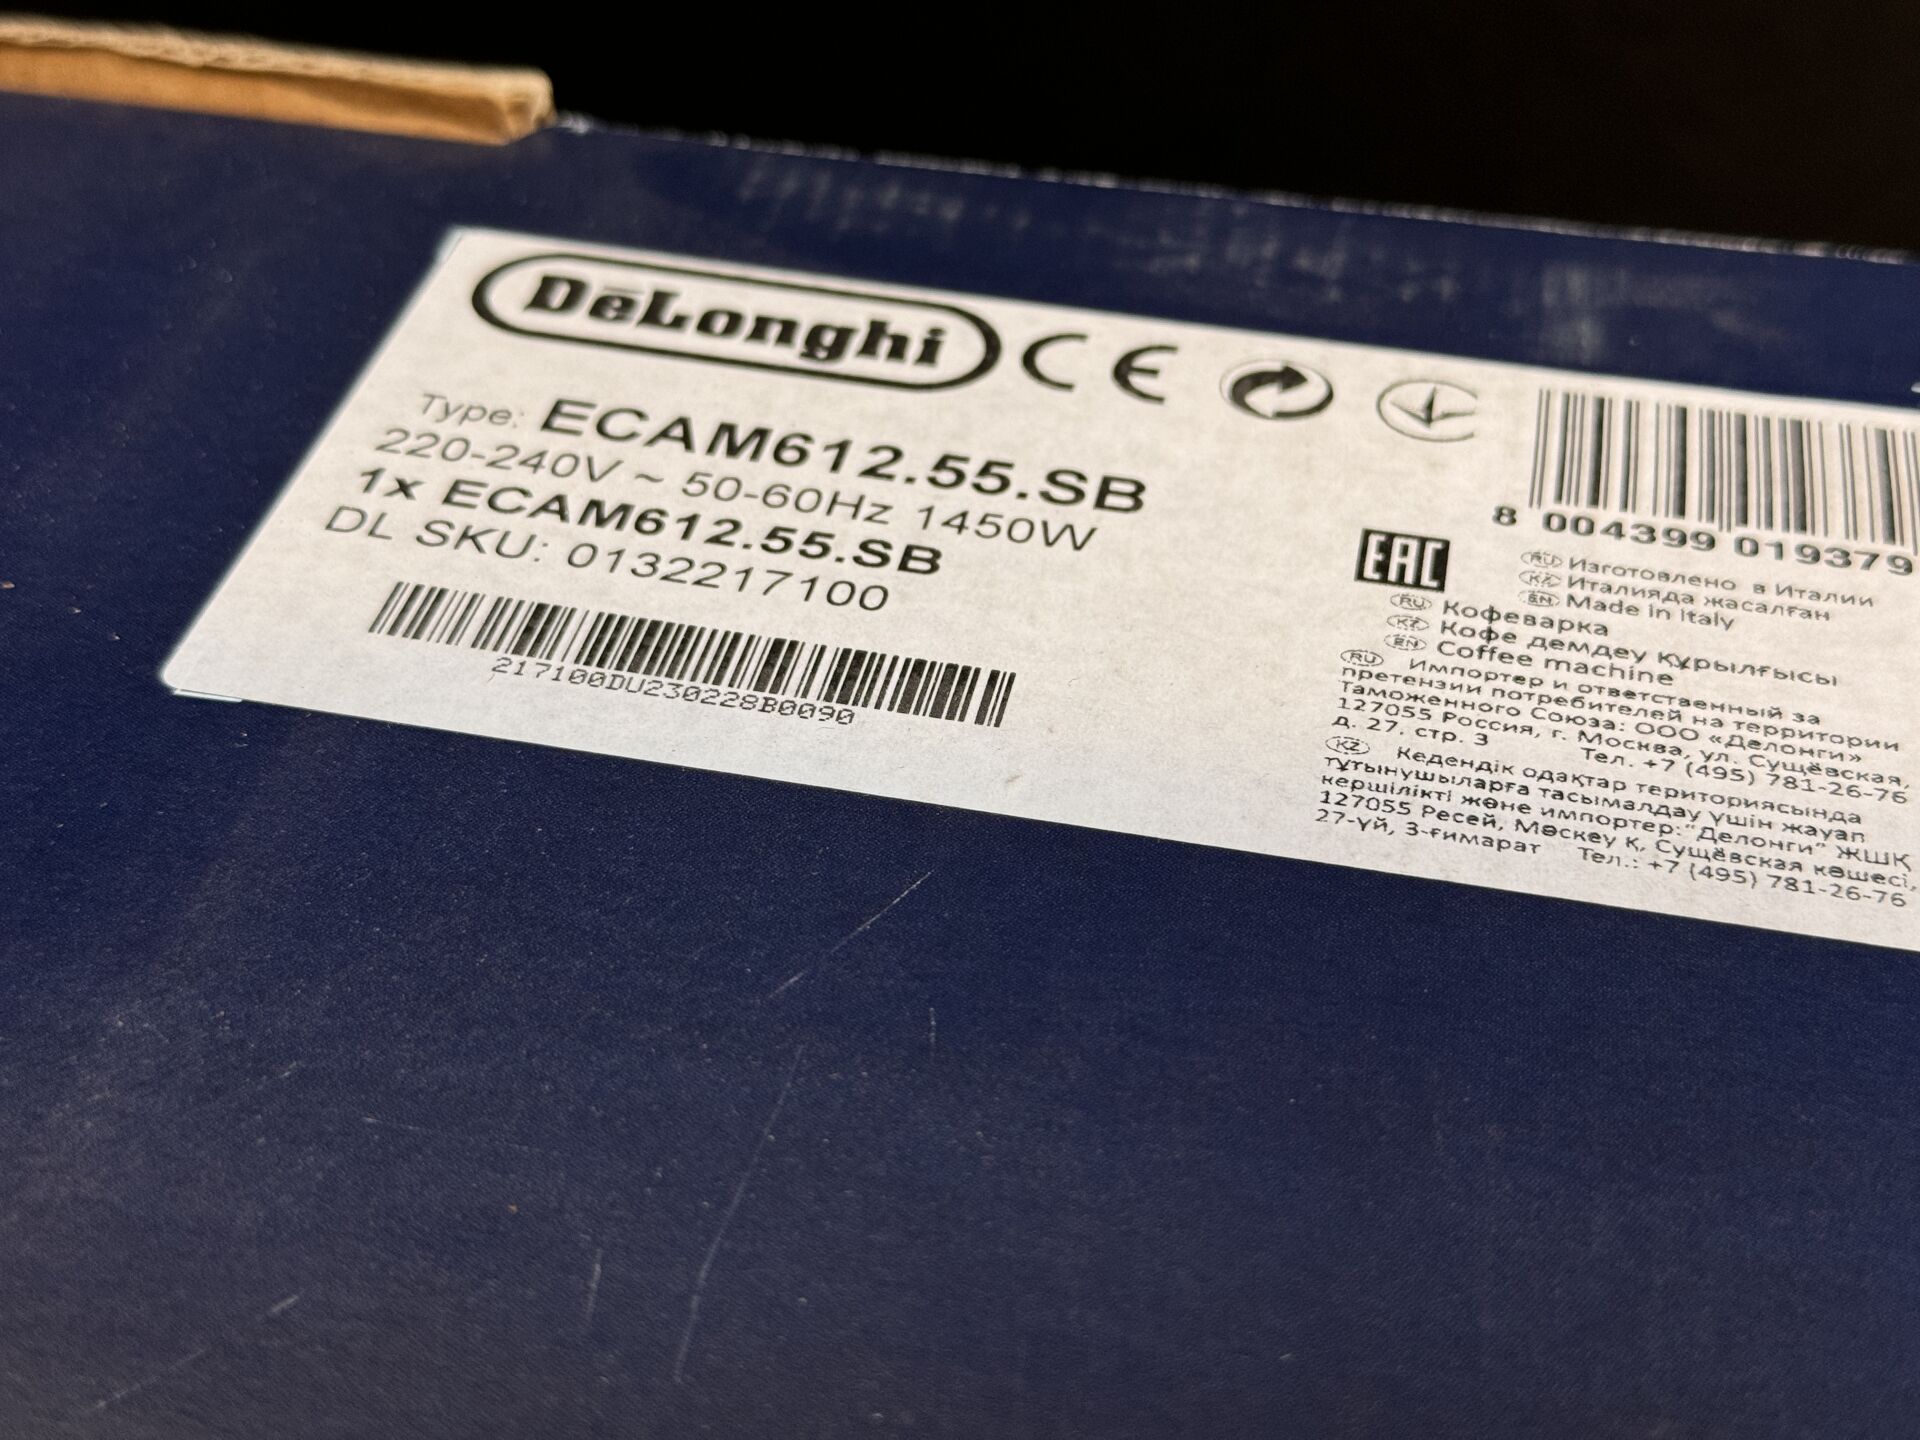 DeLonghi CE
Type: ECAM612.55.SB
220-240V ~ 50-60Hz 1450W
1x ECAM612.55.SB
DL SKU: 0132217100
217100DU230228B0090
8 004399 019379
EAC
RU Изготовлено в Италии
KZ Италияда жасалған
EN Made in Italy
RU Кофеварка
KZ Кофе демдеу құрылғысы
EN Coffee machine
RU Импортер и ответственный за
претензии потребителей на территории
Таможенного Союза: ООО «Делонги»
127055 Россия, г. Москва, ул. Сущёвская,
д. 27. стр. 3 Тел. +7 (495) 781-26-76
KZ Кедендік одақтар териториясында
тұтынушыларға тасымалдау үшін жауап
кершілікті және импортер:"Делонги" ЖШҚ
127055 Ресей, Мәскеу қ, Сущёвская көшесі,
27-үй, 3-ғимарат Тел.: +7 (495) 781-26-76